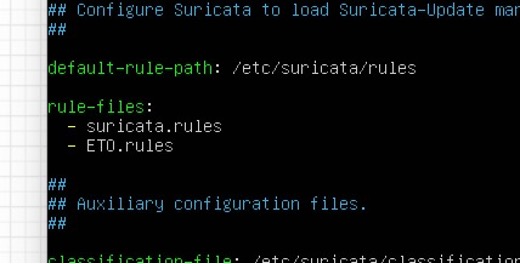 ## Configure Suricata to load Suricata-Update
##
default-rule-path: /etc/suricata/rules
rule-files:
- suricata.rules
- ETO.rules
##
## Auxiliary configuration files.
##
classification-file: /etc/suricata/classification